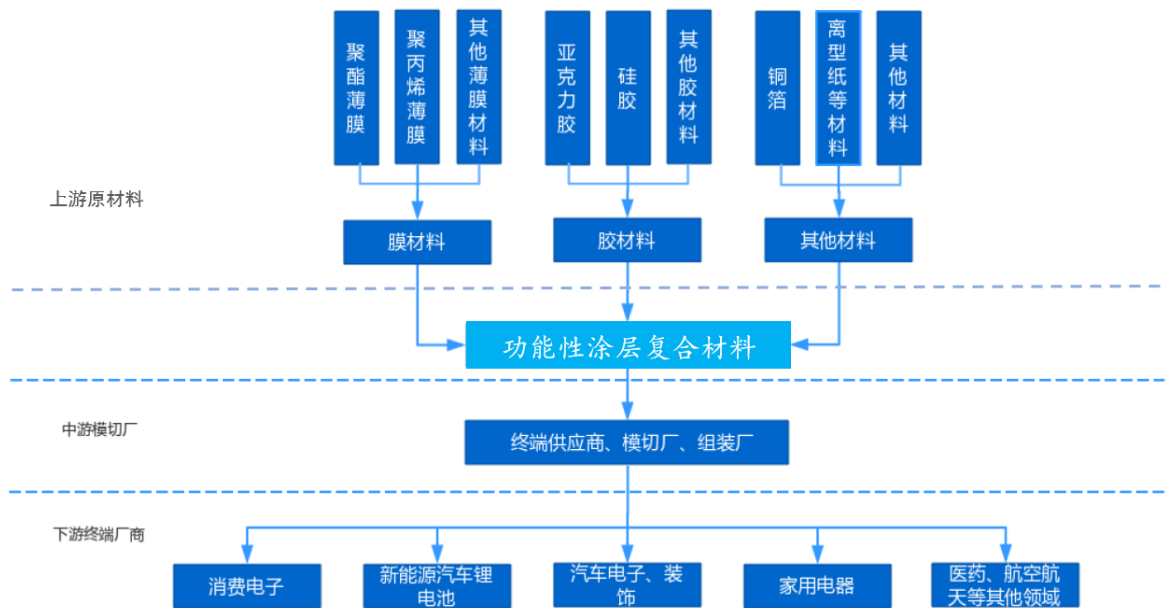 聚酯薄膜
聚丙烯薄膜
其他薄膜材料
亚克力胶
硅胶
其他胶材料
铜箔
离型纸等材料
其他材料
上游原材料
膜材料
胶材料
其他材料
功能性涂层复合材料
中游模切厂
终端供应商、模切厂、组装厂
下游终端厂商
消费电子
新能源汽车锂
电池
汽车电子、装
饰
家用电器
医药、航空航
天等其他领域